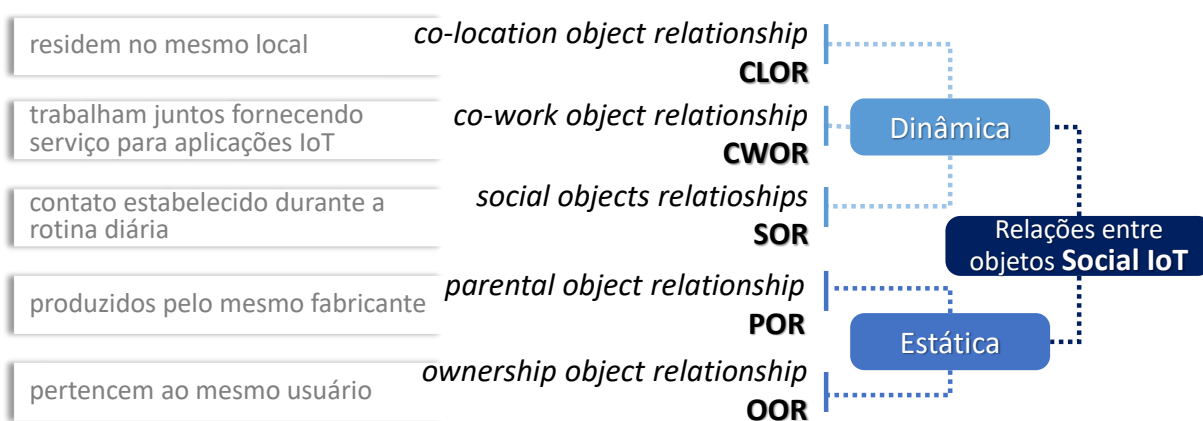 residem no mesmo local
co-location object relationship
CLOR
trabalham juntos fornecendo
serviço para aplicações IoT
co-work object relationship
CWOR
Dinâmica
contato estabelecido durante a
rotina diária
social objects relatioships
SOR
Relações entre
objetos Social IoT
produzidos pelo mesmo fabricante
parental object relationship
POR
Estática
pertencem ao mesmo usuário
ownership object relationship
OOR